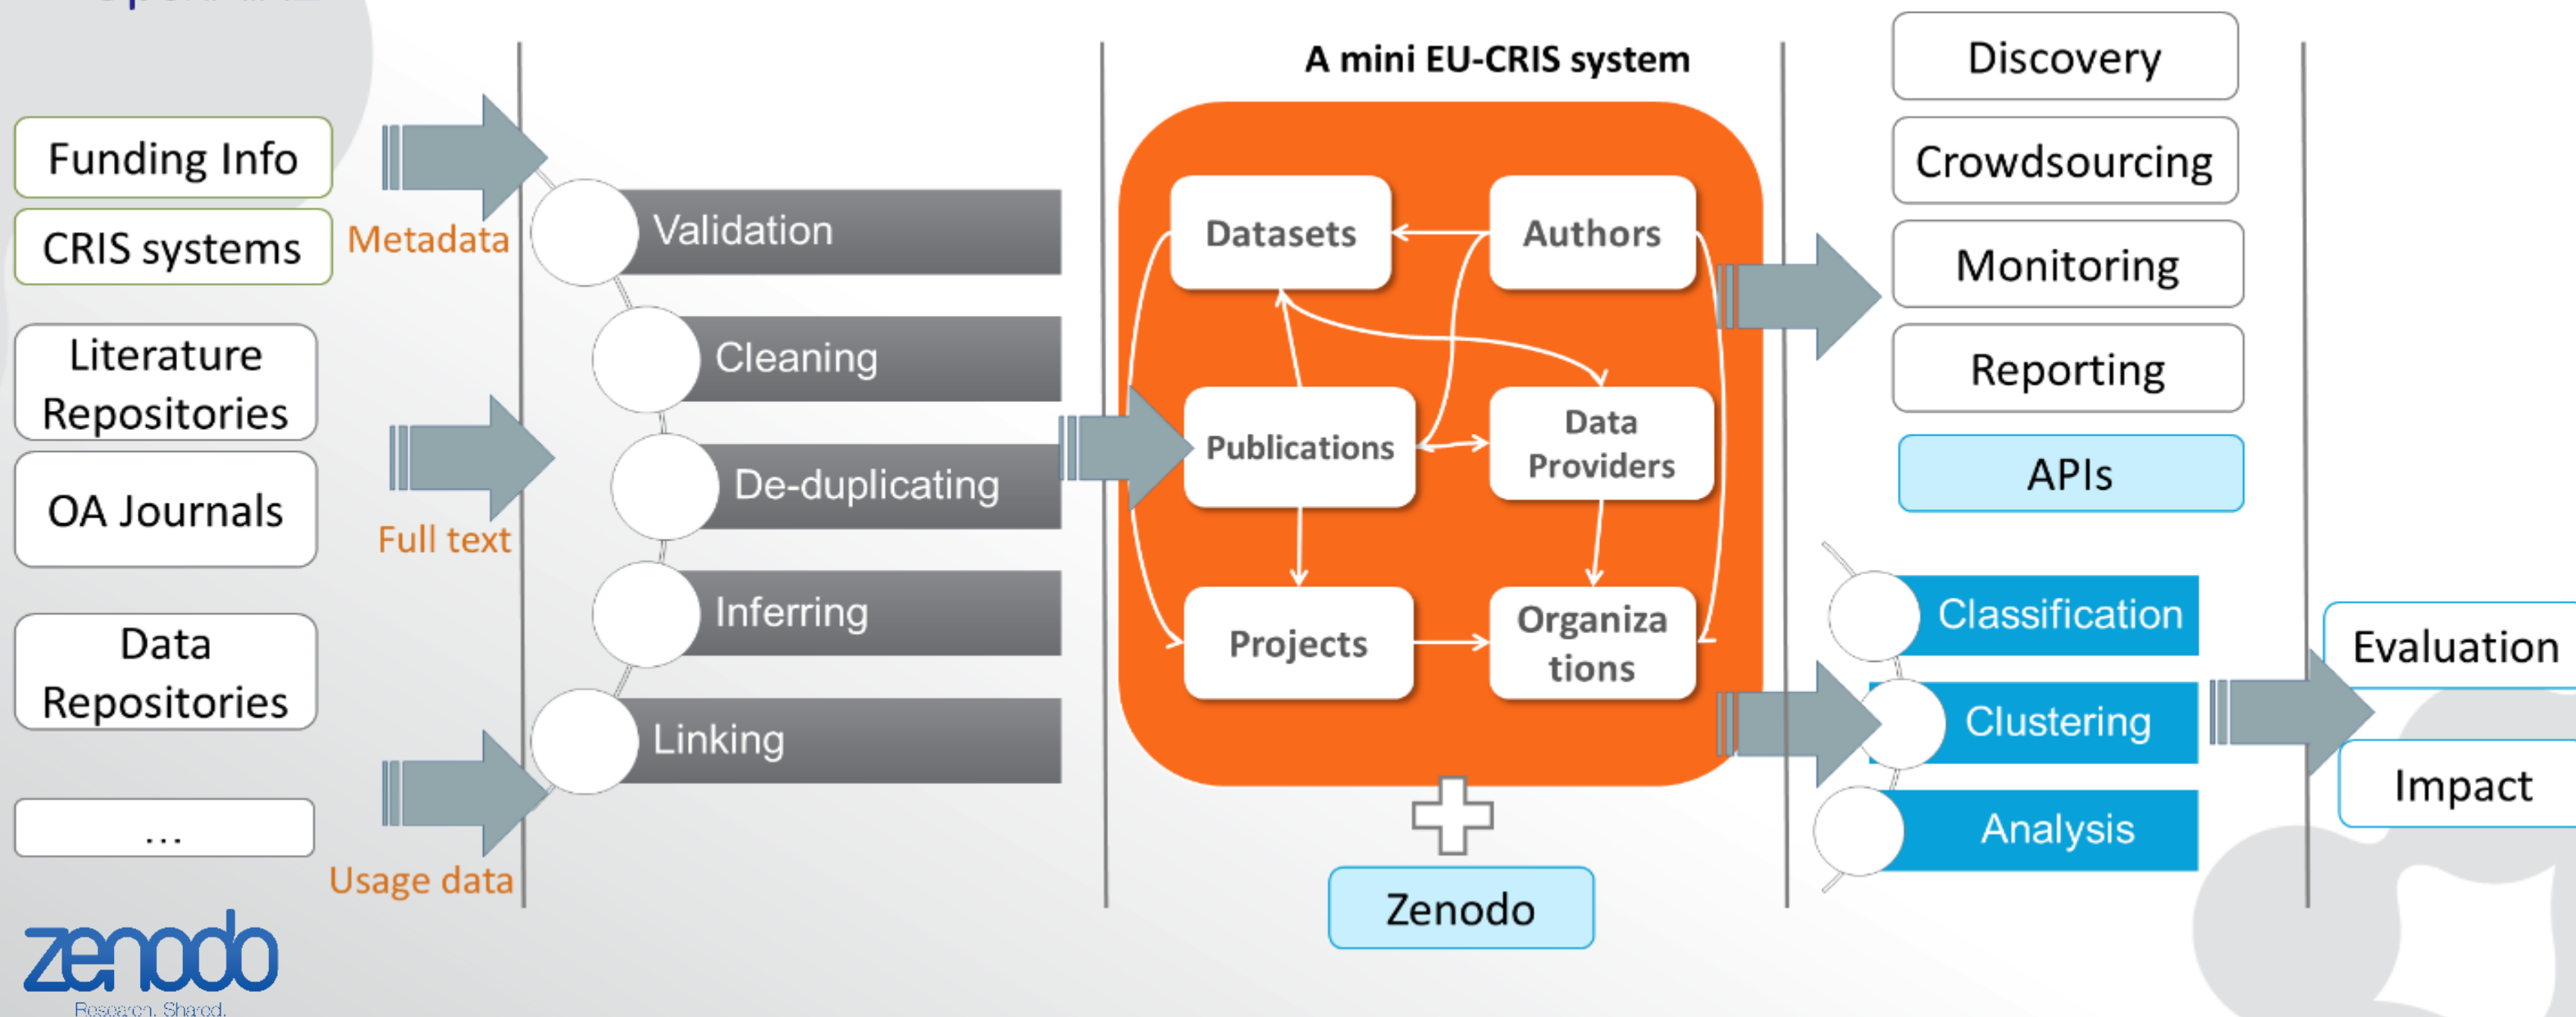 A mini EU-CRIS system
Funding Info
CRIS systems
Literature
Repositories
OA Journals
Data
Repositories
...
Metadata
Full text
Usage data
zenodo
Research. Shared.
Validation
Cleaning
De-duplicating
Inferring
Linking
Datasets
Authors
Publications
Data
Providers
Projects
Organiza
tions
Zenodo
Discovery
Crowdsourcing
Monitoring
Reporting
APIs
Classification
Clustering
Analysis
Evaluation
Impact